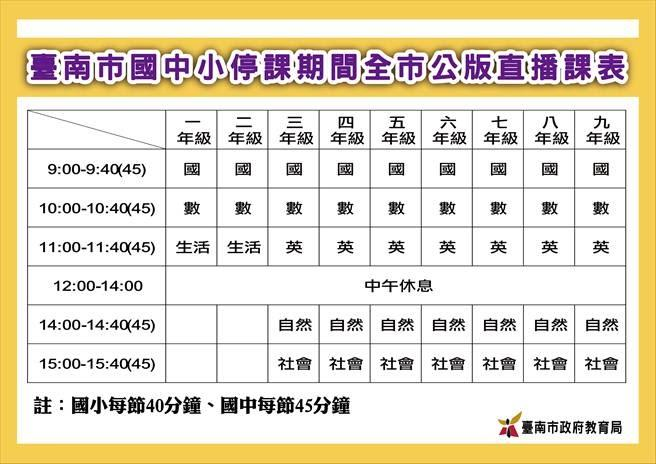 臺南市國中小停課期間全市公版直播課表
一年級 二年級 三年級 四年級 五年級 六年級 七年級 八年級 九年級
9:00-9:40(45) 國 國 國 國 國 國 國 國 國
10:00-10:40(45) 數 數 數 數 數 數 數 數 數
11:00-11:40(45) 生活 生活 英 英 英 英 英 英 英
12:00-14:00 中午休息
14:00-14:40(45) 自然 自然 自然 自然 自然 自然 自然
15:00-15:40(45) 社會 社會 社會 社會 社會 社會 社會
註：國小每節40分鐘、國中每節45分鐘
臺南市政府教育局